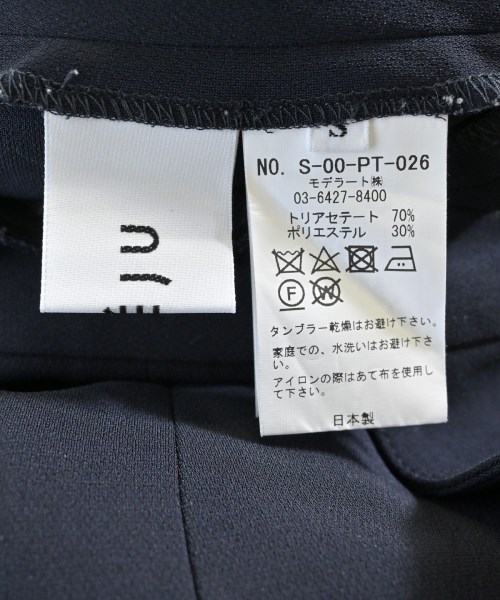 S
NO. S-00-PT-026
モデラート㈱
03-6427-8400
トリアセテート 70%
ポリエステル 30%
F W
タンブラー乾燥はお避け下さい。
家庭での、水洗いはお避け下さ
い。
アイロンの際はあて布を使用し
て下さい。
日本製